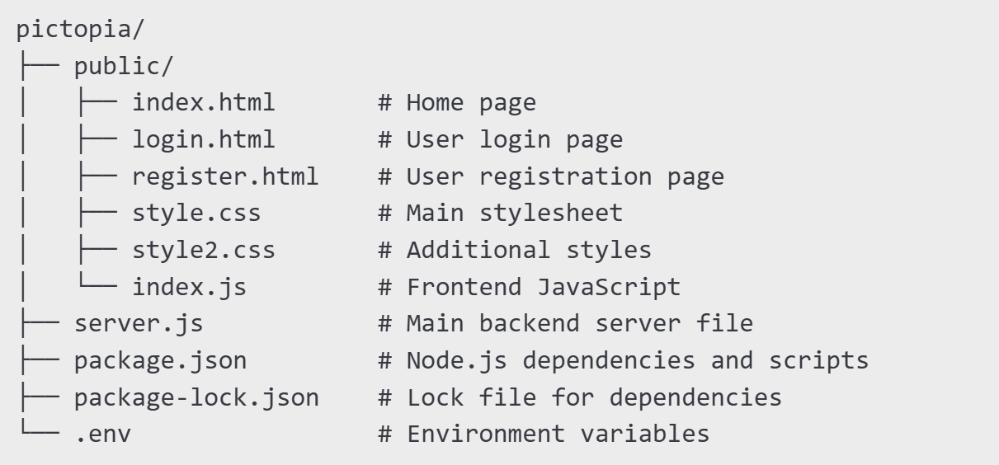 pictopia/
├── public/
│   ├── index.html       # Home page
│   ├── login.html       # User login page
│   ├── register.html    # User registration page
│   ├── style.css        # Main stylesheet
│   ├── style2.css       # Additional styles
│   └── index.js         # Frontend JavaScript
├── server.js            # Main backend server file
├── package.json         # Node.js dependencies and scripts
├── package-lock.json    # Lock file for dependencies
└── .env                 # Environment variables